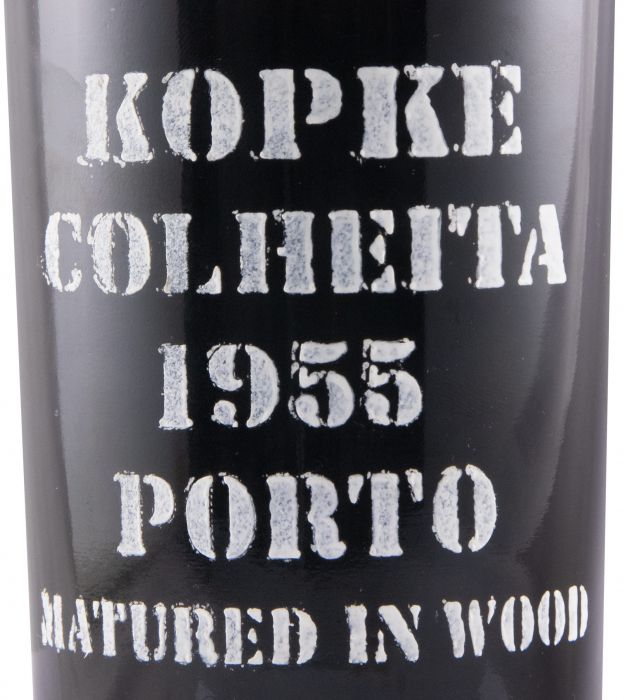 KOPKE
COLHEITA
1955
PORTO
MATURED IN WOOD